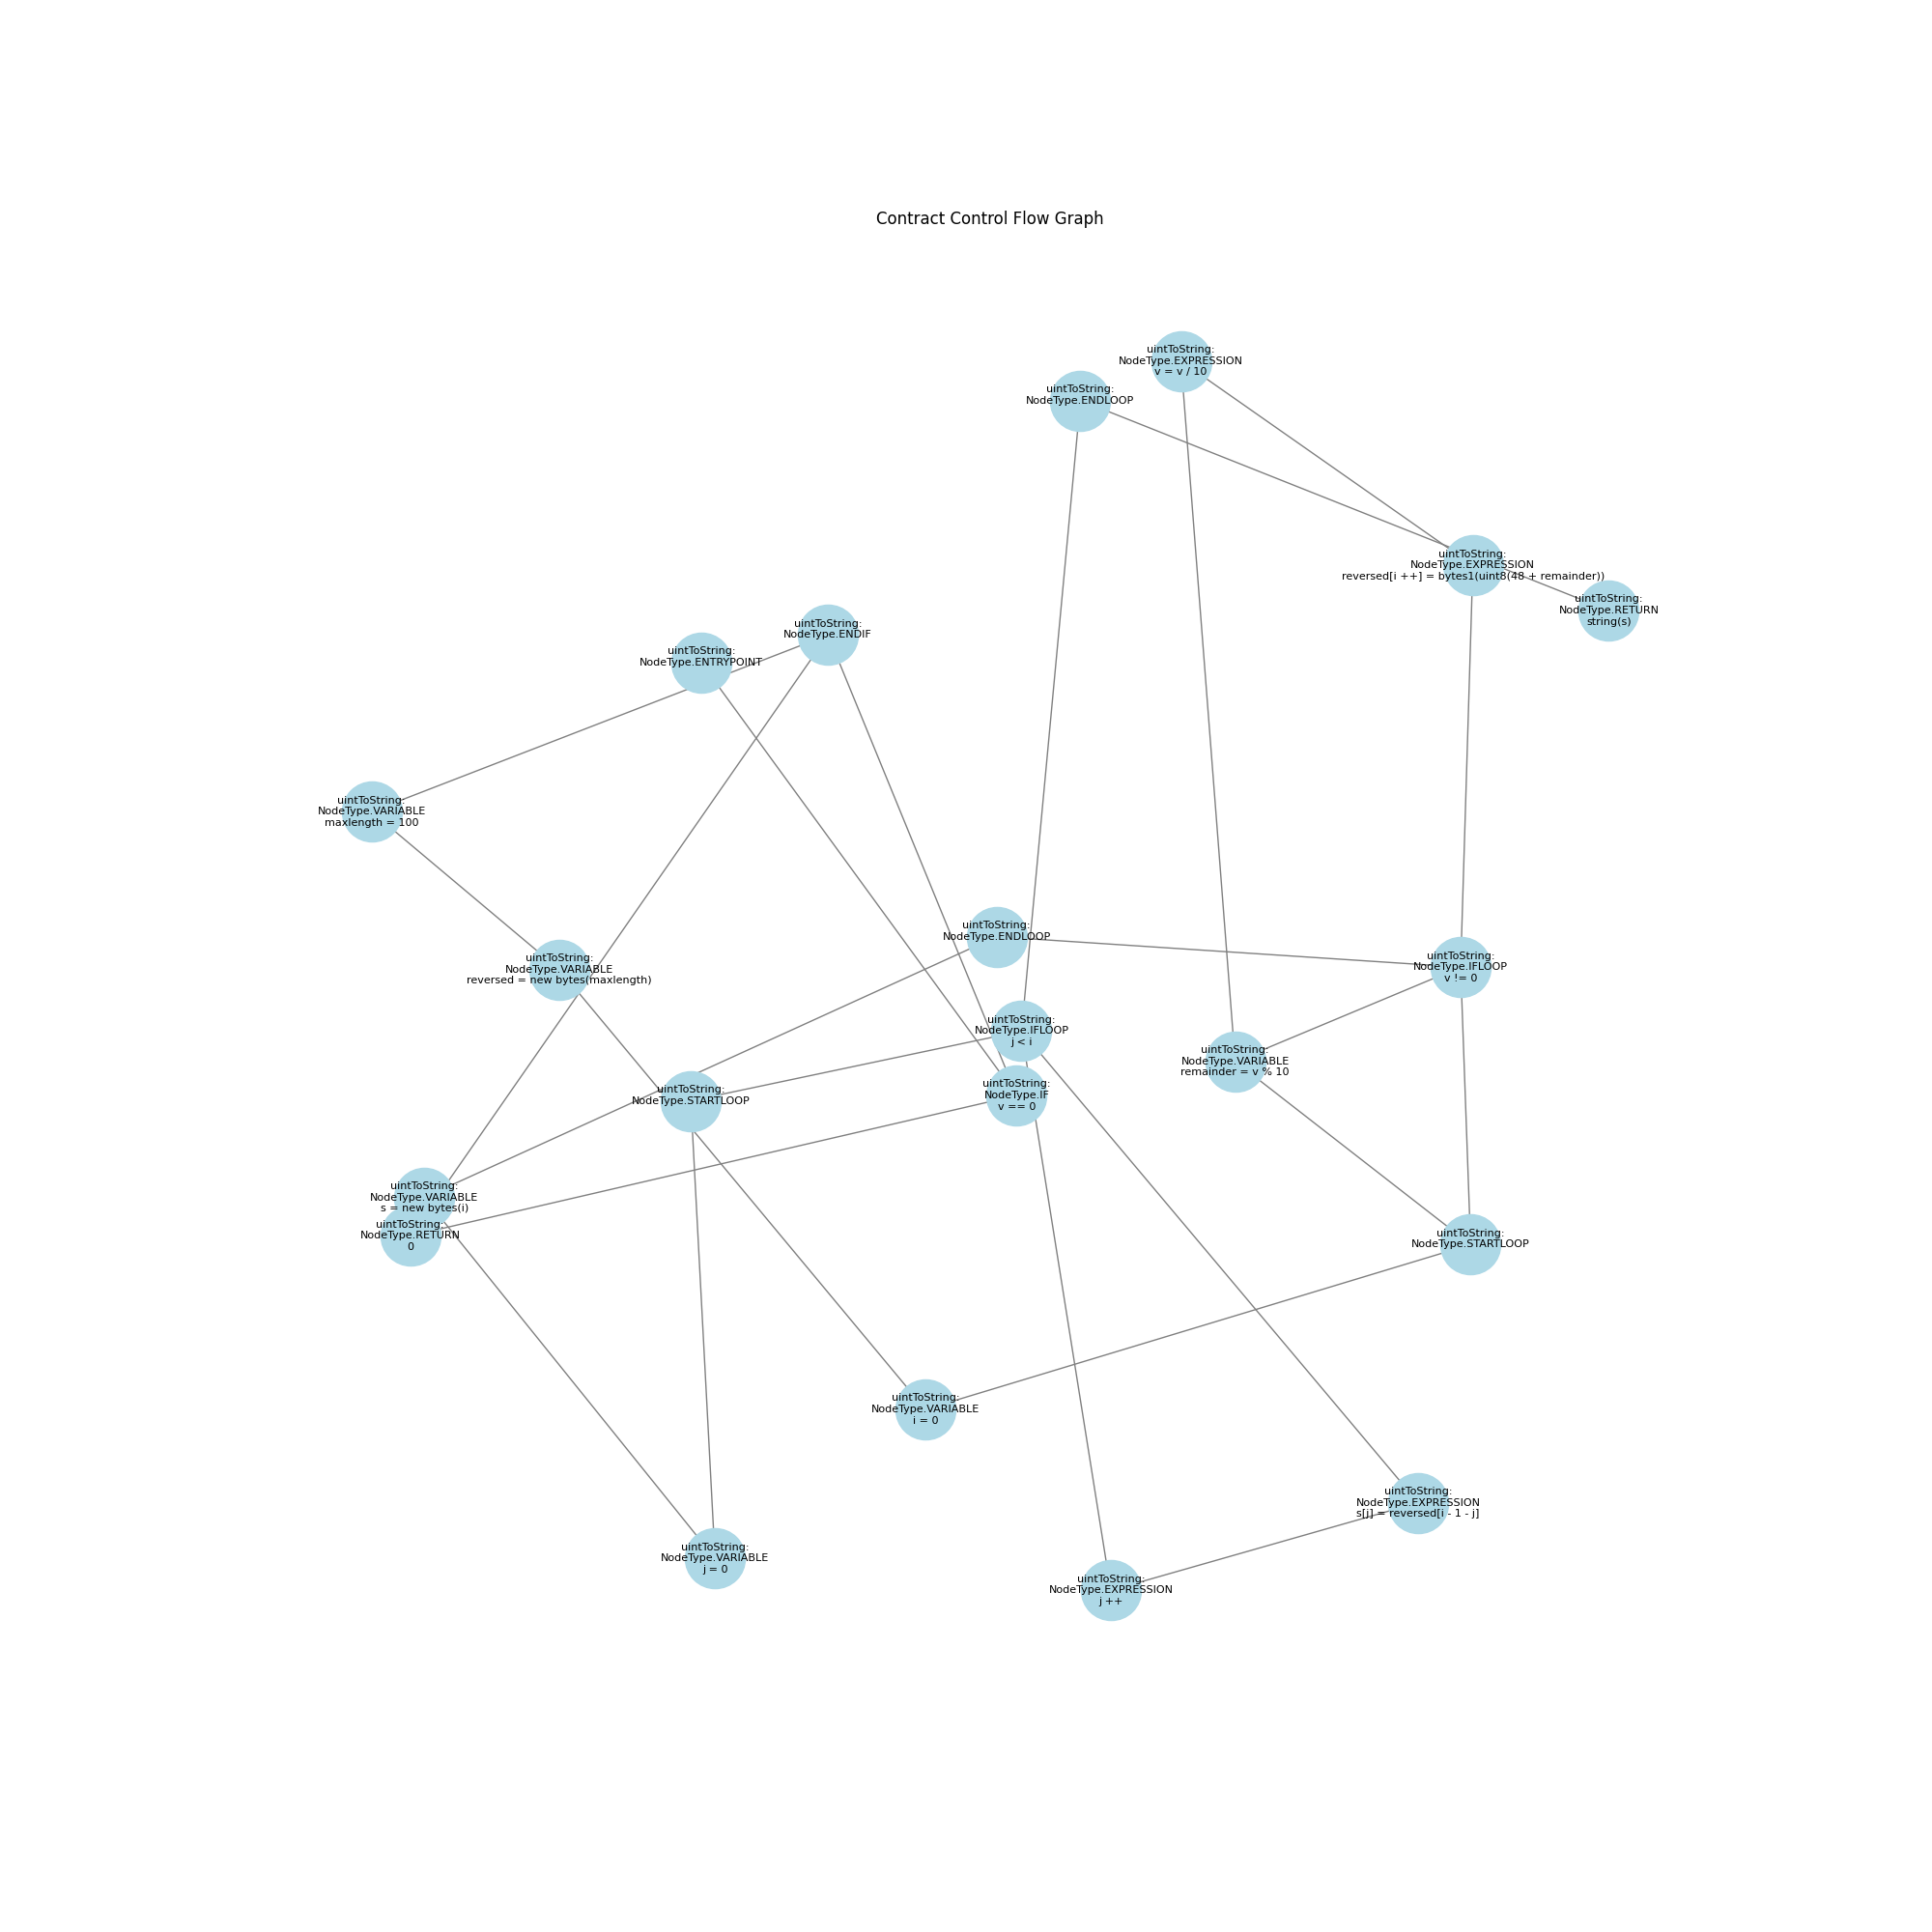 Contract Control Flow Graph
uintToString:
NodeType.EXPRESSION
v = v / 10
uintToString:
NodeType.ENDLOOP
uintToString:
NodeType.EXPRESSION
reversed[i ++] = bytes1(uint8(48 + remainder))
uintToString:
NodeType.RETURN
string(s)
uintToString:
NodeType.ENDIF
uintToString:
NodeType.ENTRYPOINT
uintToString:
NodeType.VARIABLE
maxlength = 100
uintToString:
NodeType.ENDLOOP
uintToString:
NodeType.VARIABLE
reversed = new bytes(maxlength)
uintToString:
NodeType.IFLOOP
v != 0
uintToString:
NodeType.IFLOOP
j < i
uintToString:
NodeType.VARIABLE
remainder = v % 10
uintToString:
NodeType.IF
v == 0
uintToString:
NodeType.STARTLOOP
uintToString:
NodeType.VARIABLE
s = new bytes(i)
uintToString:
NodeType.RETURN
0
uintToString:
NodeType.STARTLOOP
uintToString:
NodeType.VARIABLE
i = 0
uintToString:
NodeType.EXPRESSION
s[j] = reversed[i - 1 - j]
uintToString:
NodeType.VARIABLE
j = 0
uintToString:
NodeType.EXPRESSION
j ++